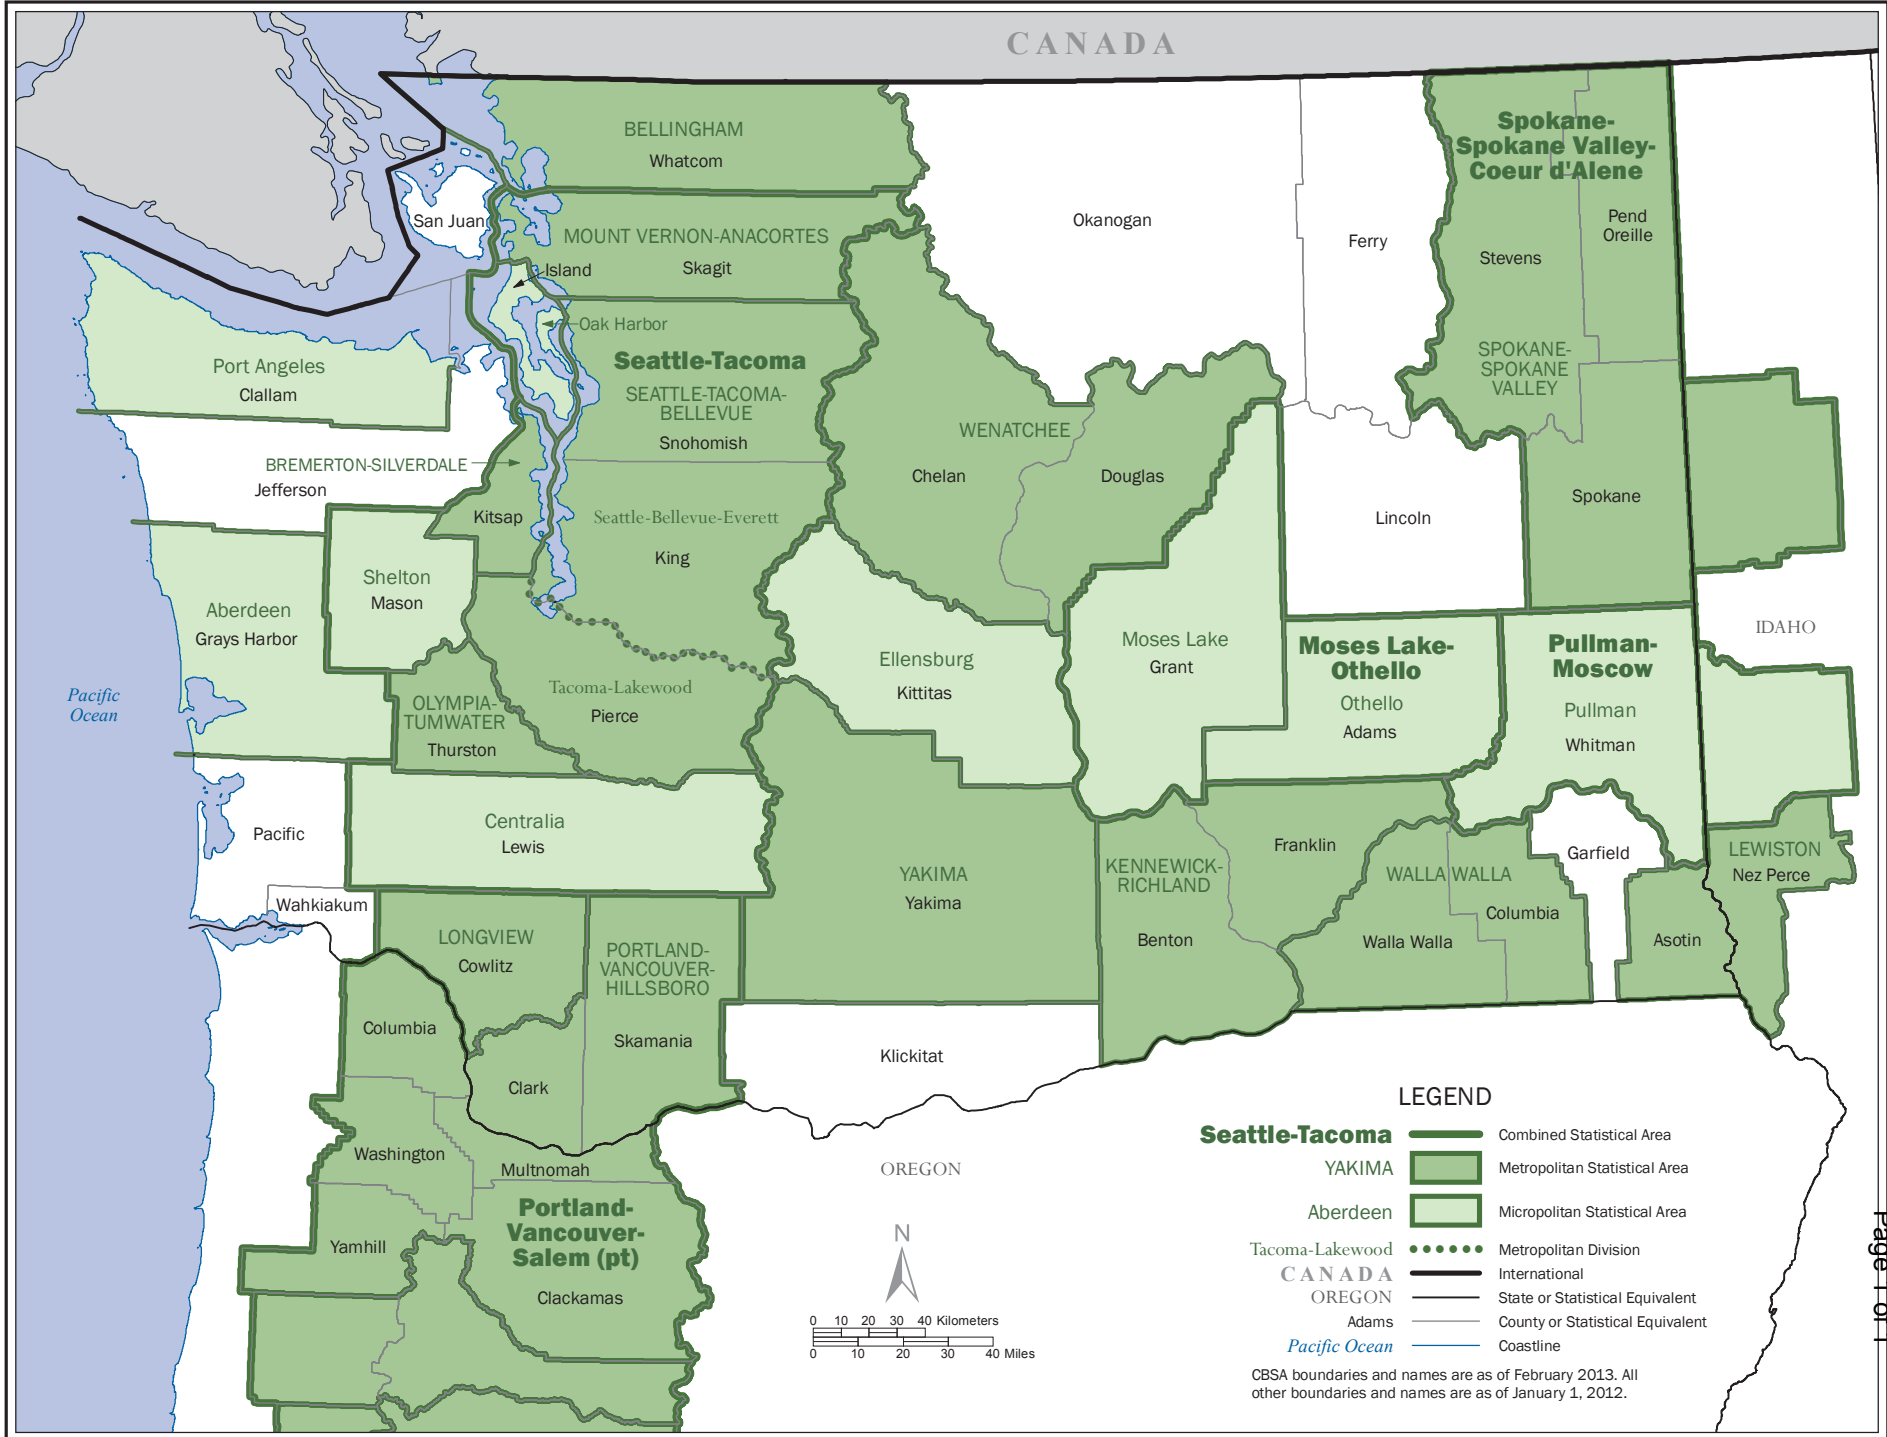 CANADA
BELLINGHAM
Whatcom
San Juan
MOUNT VERNON-ANACORTES
Skagit
Island
Oak Harbor
Port Angeles
Clallam
Seattle-Tacoma
SEATTLE-TACOMA-
BELLEVUE
Snohomish
BREMERTON-SILVERDALE
Jefferson
Kitsap
Seattle-Bellevue-Everett
King
Okanogan
Ferry
Spokane-
Spokane Valley-
Coeur d'Alene
Pend
Oreille
Stevens
SPOKANE-
SPOKANE
VALLEY
Spokane
WENATCHEE
Chelan
Douglas
Lincoln
Shelton
Mason
Aberdeen
Grays Harbor
Pacific
Ocean
OLYMPIA-
TUMWATER
Thurston
Tacoma-Lakewood
Pierce
Ellensburg
Kittitas
Moses Lake
Grant
Moses Lake-
Othello
Othello
Adams
Pullman-
Moscow
Pullman
Whitman
IDAHO
Pacific
Centralia
Lewis
Wahkiakum
LONGVIEW
Cowlitz
PORTLAND-
VANCOUVER-
HILLSBORO
Skamania
YAKIMA
Yakima
KENNEWICK-
RICHLAND
Benton
Franklin
WALLA WALLA
Walla Walla
Columbia
Garfield
Asotin
LEWISTON
Nez Perce
Columbia
Clark
Klickitat
Washington
Multnomah
Portland-
Vancouver-
Salem (pt)
Yamhill
Clackamas
OREGON
N
0 10 20 30 40 Kilometers
0 10 20 30 40 Miles
LEGEND
Seattle-Tacoma Combined Statistical Area
YAKIMA Metropolitan Statistical Area
Aberdeen Micropolitan Statistical Area
Tacoma-Lakewood Metropolitan Division
CANADA International
OREGON State or Statistical Equivalent
Adams County or Statistical Equivalent
Pacific Ocean Coastline
CBSA boundaries and names are as of February 2013. All
other boundaries and names are as of January 1, 2012.
Page 1 of 1